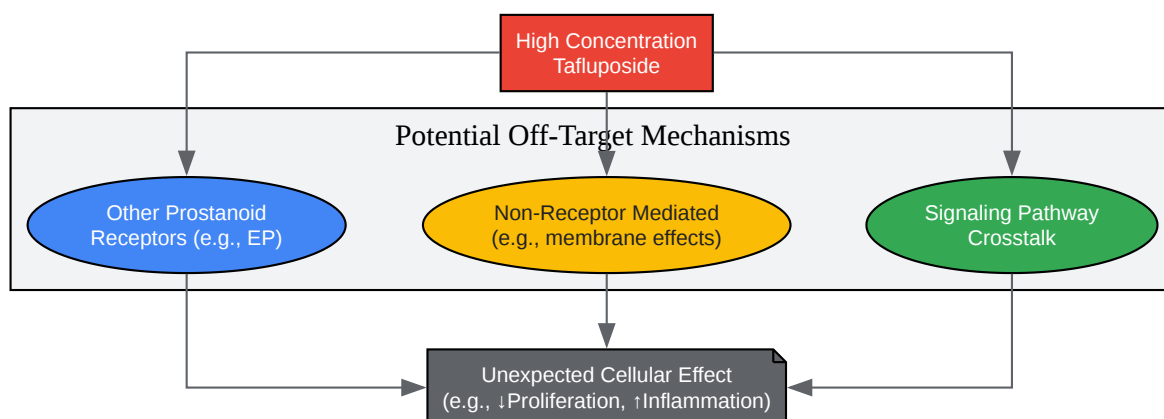 High Concentration
Tafluposide
Potential Off-Target Mechanisms
Other Prostanoid
Receptors (e.g., EP)
Non-Receptor Mediated
(e.g., membrane effects)
Signaling Pathway
Crosstalk
Unexpected Cellular Effect
(e.g., ↓Proliferation, ↑Inflammation)